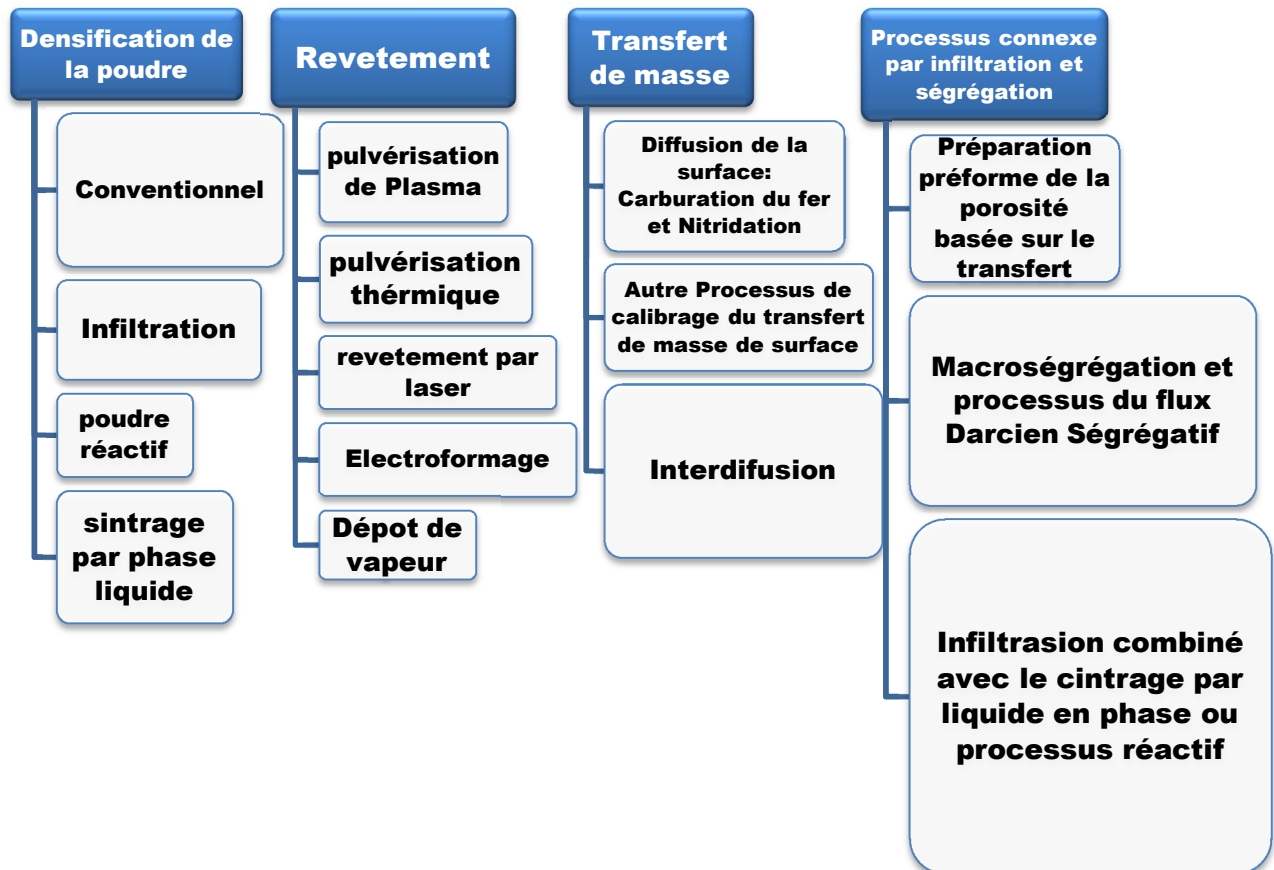 Densification de
la poudre
Conventionnel
Infiltration
poudre
réactif
sintrage
par phase
liquide
Revetement
pulvérisation
de Plasma
pulvérisation
thérmique
revetement par
laser
Electroformage
Dépot de
vapeur
Transfert
de masse
Diffusion de la
surface:
Carburation du fer
et Nitridation
Autre Processus de
calibrage du transfert
de masse de surface
Interdifusion
Processus connexe
par infiltration et
ségrégation
Préparation
préforme de la
porosité
basée sur le
transfert
Macroségrégation et
processus du flux
Darcien Ségrégatif
Infiltrasion combiné
avec le cintrage par
liquide en phase ou
processus réactif